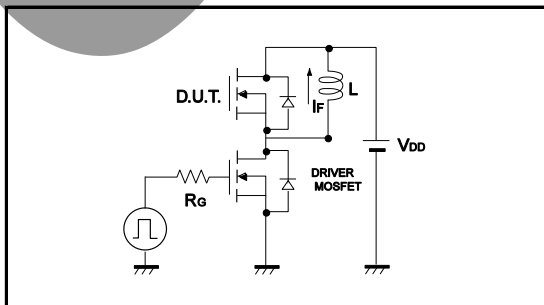 D.U.T.
IF
L
VDD
DRIVER
MOSFET
RG